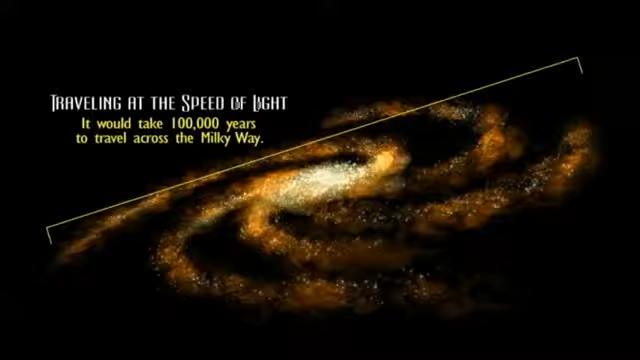 Traveling at the Speed of Light
It would take 100,000 years
to travel across the Milky Way.